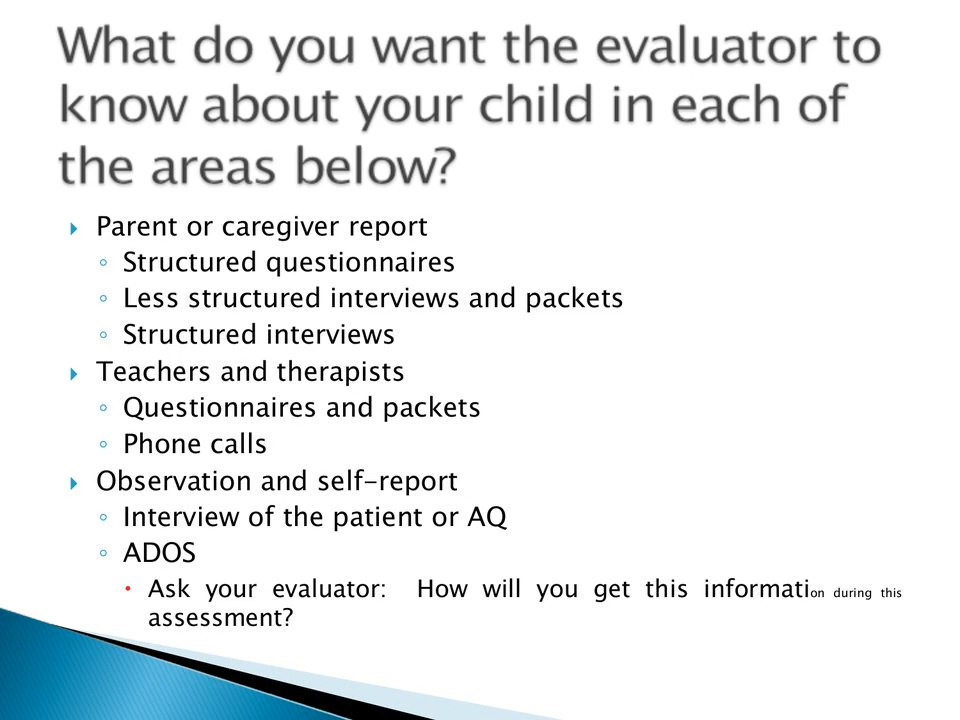 What do you want the evaluator to
know about your child in each of
the areas below?
Parent or caregiver report
Structured questionnaires
Less structured interviews and packets
Structured interviews
Teachers and therapists
Questionnaires and packets
Phone calls
Observation and self-report
Interview of the patient or AQ
ADOS
Ask your evaluator: How will you get this information during this
assessment?